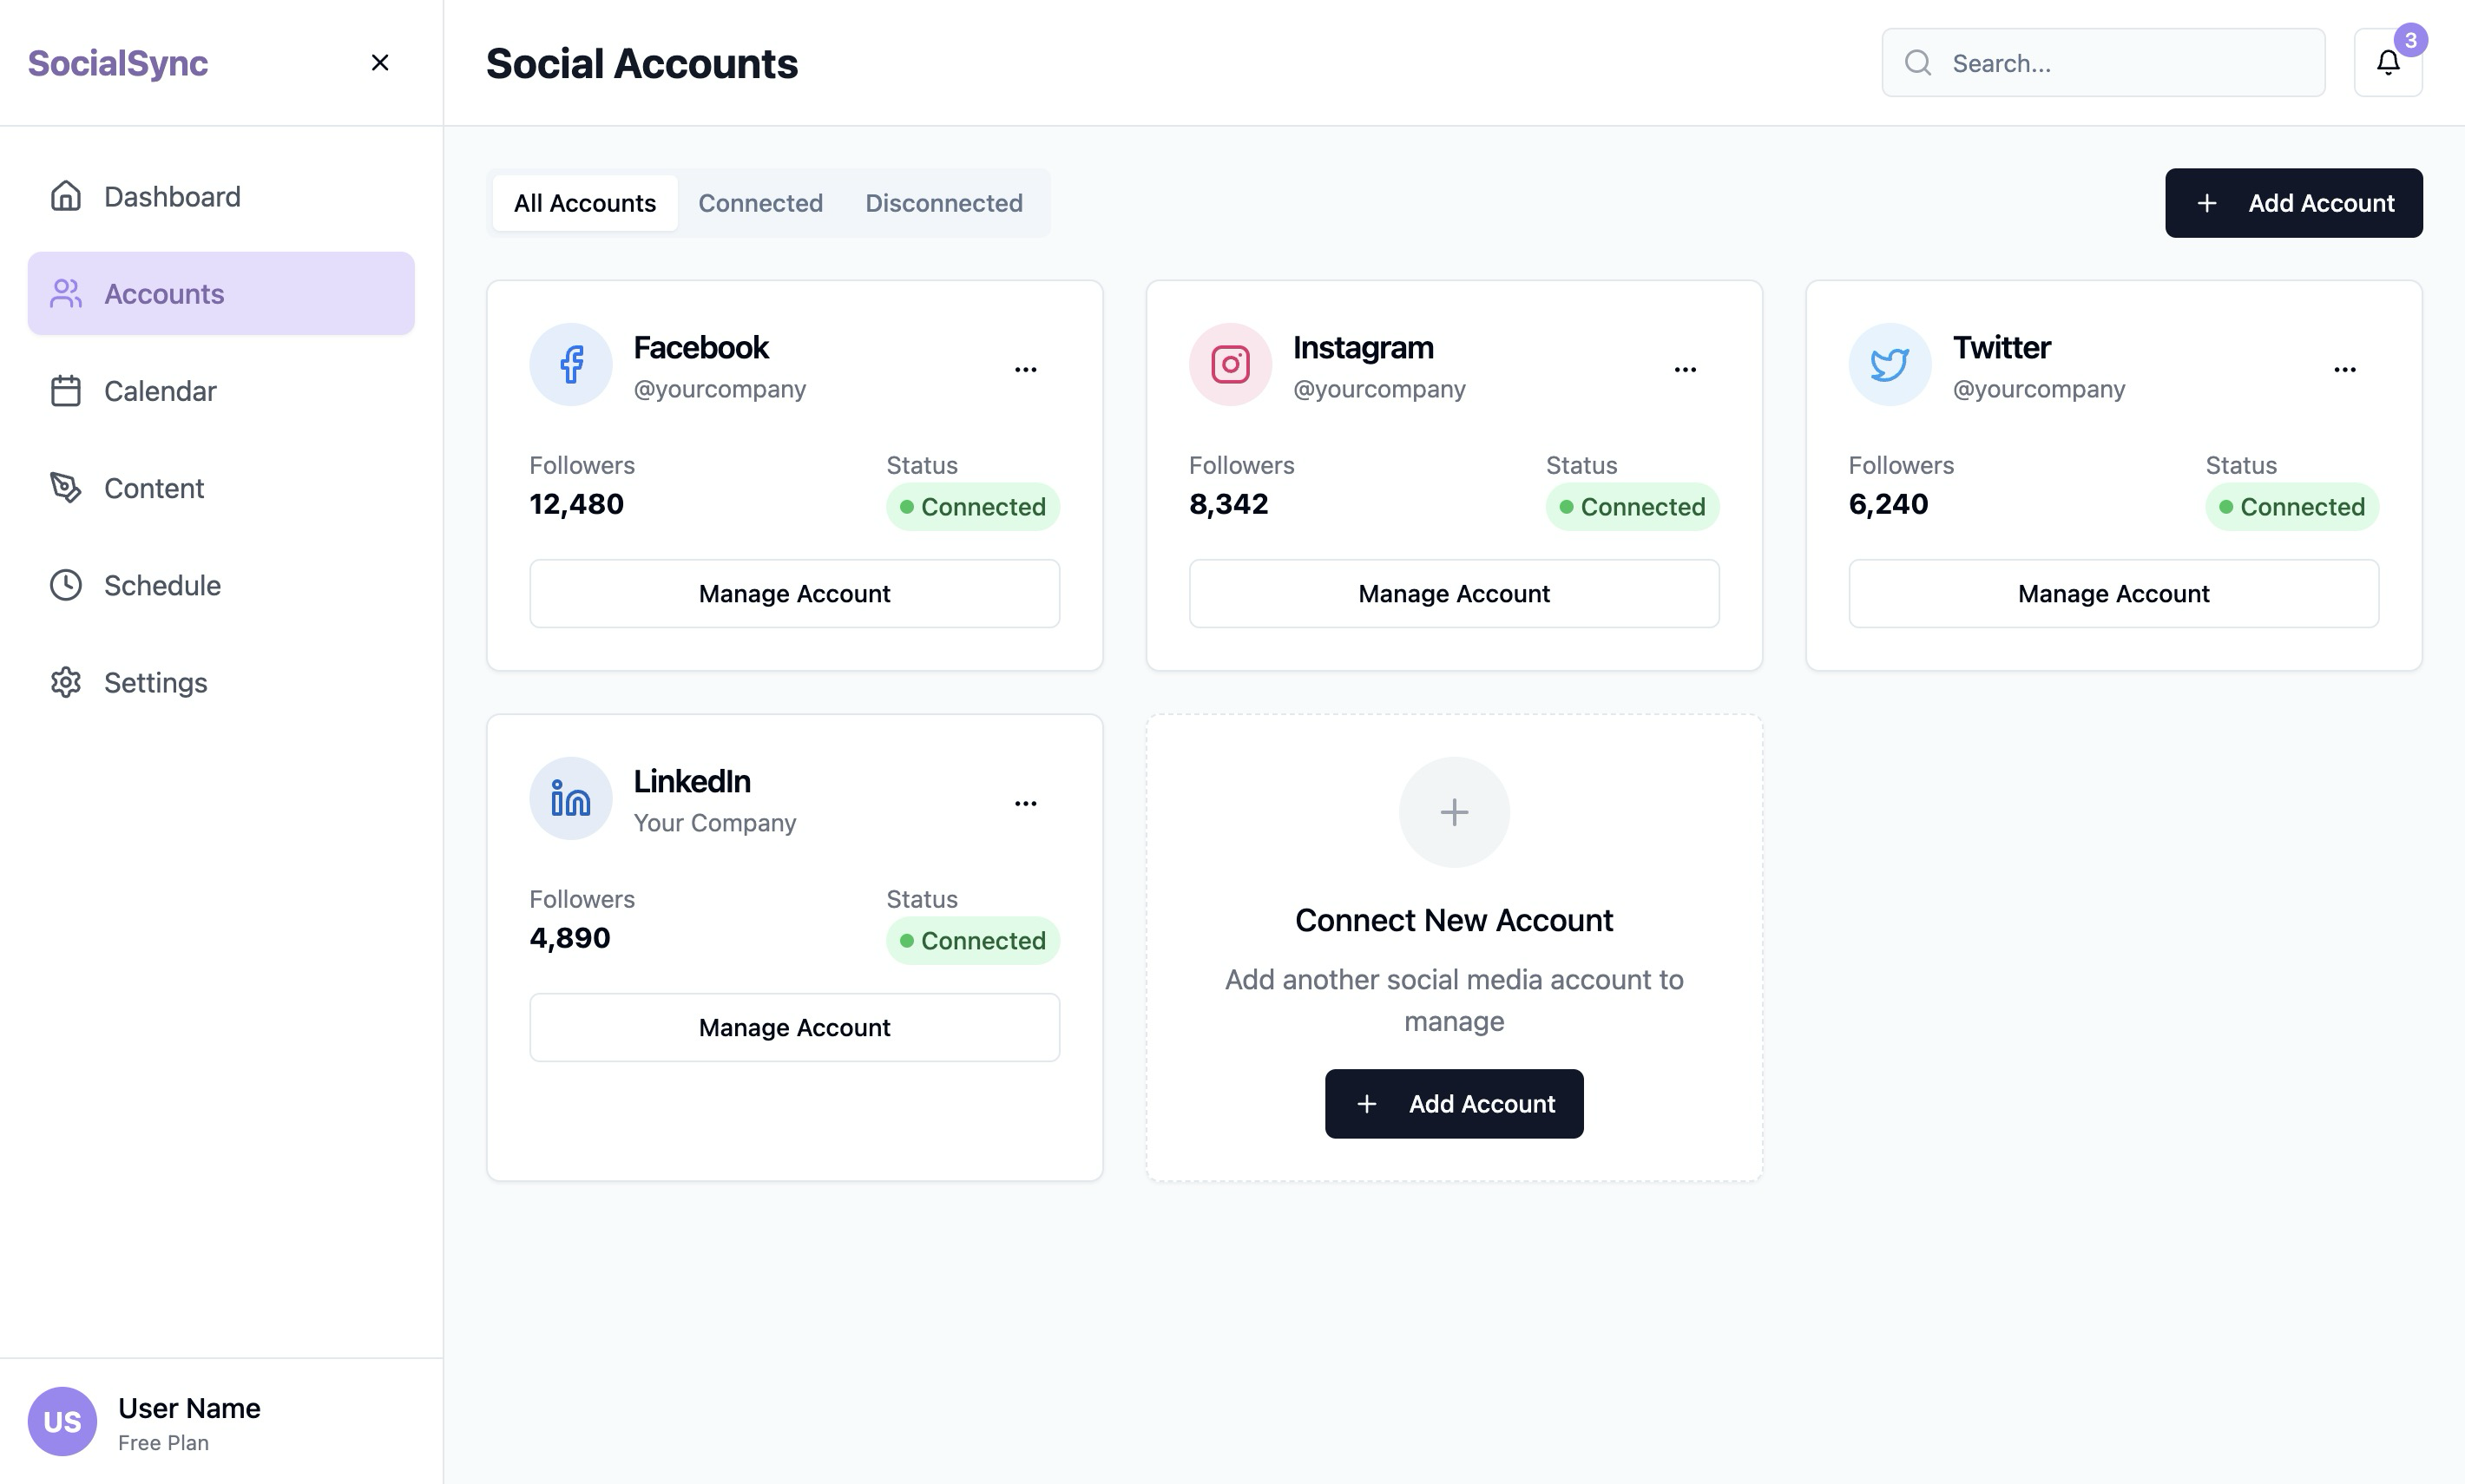 SocialSync
Social Accounts
Search...
3
Dashboard
Accounts
Calendar
Content
Schedule
Settings
All Accounts
Connected
Disconnected
Add Account
Facebook
@yourcompany
Followers
12,480
Status
Connected
Manage Account
Instagram
@yourcompany
Followers
8,342
Status
Connected
Manage Account
Twitter
@yourcompany
Followers
6,240
Status
Connected
Manage Account
LinkedIn
Your Company
Followers
4,890
Status
Connected
Manage Account
Connect New Account
Add another social media account to
manage
Add Account
US
User Name
Free Plan